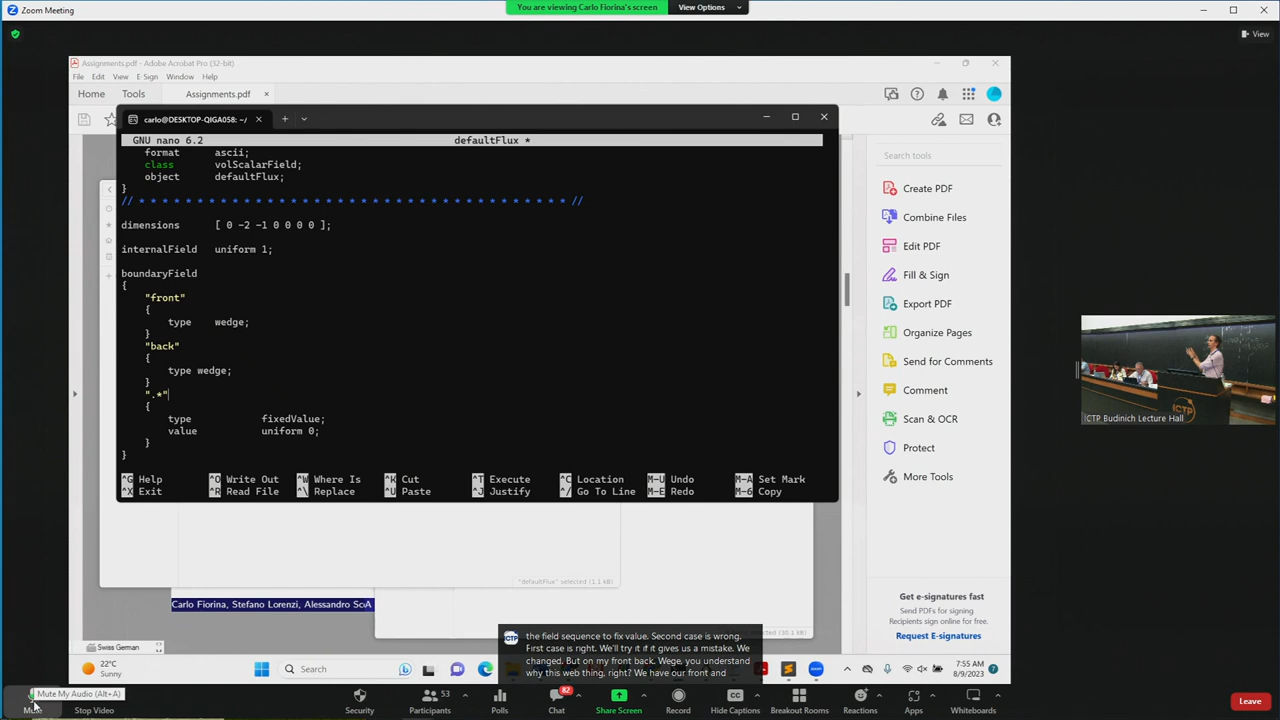 Zoom Meeting
You are viewing Carlo Fiorina's screen
View Options
View
Assignments.pdf - Adobe Acrobat Pro (32-bit)
File Edit View E Sign Window Help
Home Tools Assignments.pdf ×
carlo@DESKTOP-QIGA058: ~/
GNU nano 6.2 defaultFlux *
format ascii;
class volScalarField;
object defaultFlux;
}
// * * * * * * * * * * * * * * * * * * * * * * * * * * * * * * * * * * * * * //
dimensions [ 0 -2 -1 0 0 0 0 ];
internalField uniform 1;
boundaryField
{
"front"
{
type wedge;
}
"back"
{
type wedge;
}
".*"
{
type fixedValue;
value uniform 0;
}
}
^G Help ^O Write Out ^W Where Is ^K Cut ^T Execute ^C Location M-U Undo M-A Set Mark
^X Exit ^R Read File ^\ Replace ^U Paste ^J Justify ^/ Go To Line M-E Redo M-6 Copy
Search tools
Create PDF
Combine Files
Edit PDF
Fill & Sign
Export PDF
Organize Pages
Send for Comments
Comment
Scan & OCR
Protect
More Tools
Get e-signatures fast
Send PDFs for signing
Recipients sign online for free.
Request E-signatures
ICTP
ICTP Budinich Lecture Hall
"defaultFlux" selected (1.1 kB)
Carlo Fiorina, Stefano Lorenzi, Alessandro Sc
the field sequence to fix value. Second case is wrong.
First case is right. We'll try it if it gives us a mistake. We
changed. But on my front back. Wege, you understand
why this web thing, right? We have our front and
Swiss German
22°C
Sunny
Search
7:55 AM
8/9/2023
Mute My Audio (Alt+A)
Mute
Stop Video
Security
Participants 53
Polls
Chat 82
Share Screen
Record
Hide Captions
Breakout Rooms
Reactions
Apps
Whiteboards
Leave